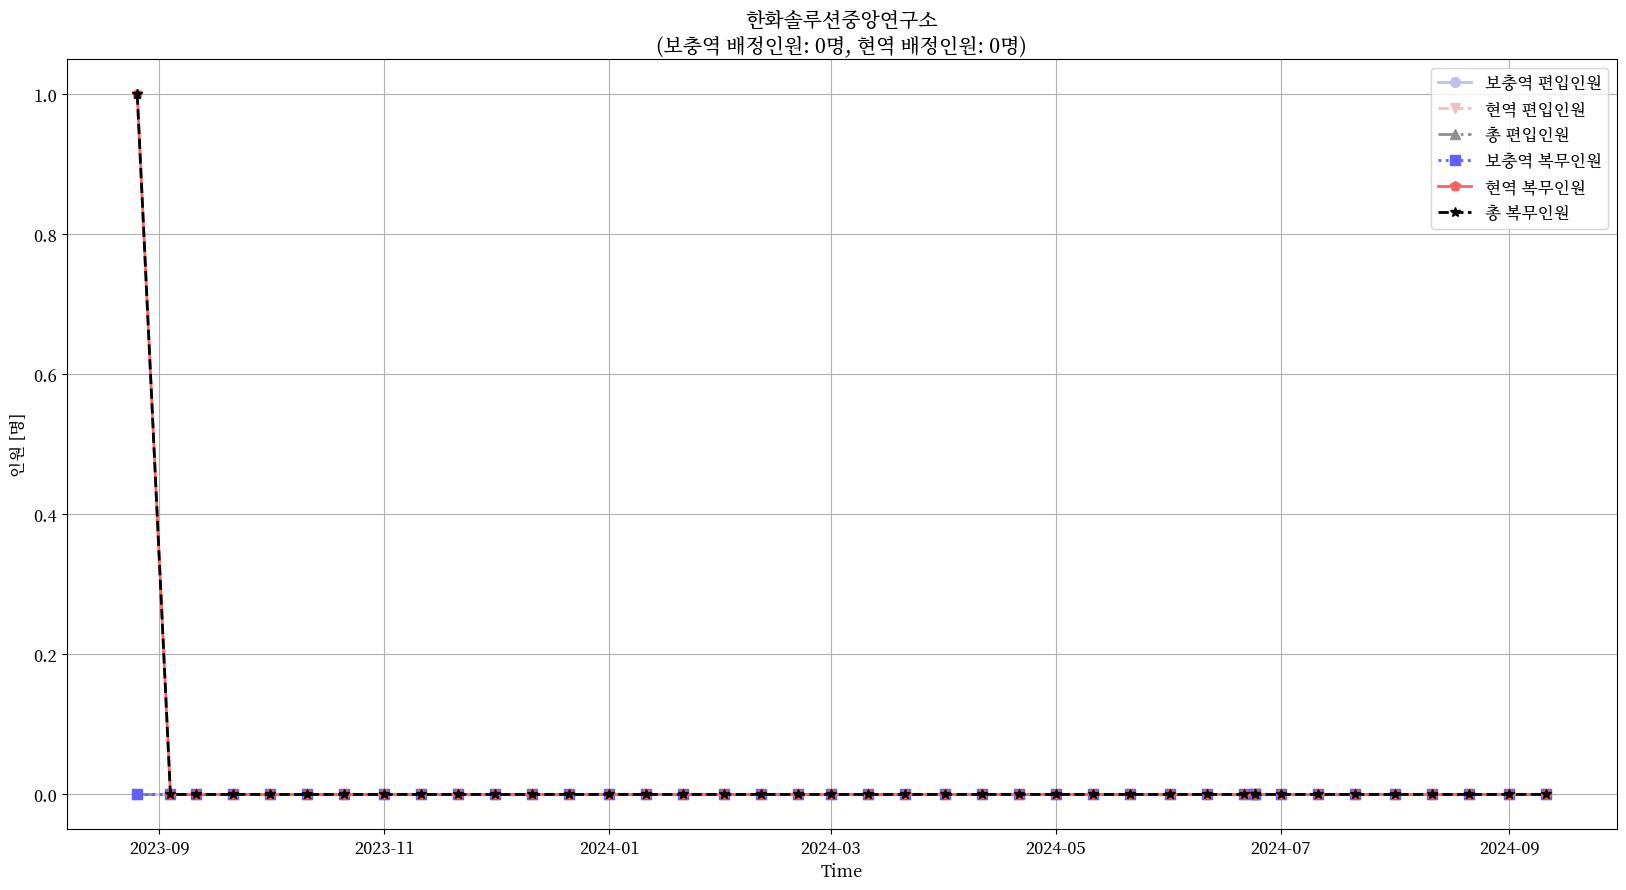 한화솔루션중앙연구소
(보충역 배정인원: 0명, 현역 배정인원: 0명)
보충역 편입인원
현역 편입인원
총 편입인원
보충역 복무인원
현역 복무인원
총 복무인원
인원 [명]
1.0
0.8
0.6
0.4
0.2
0.0
2023-09
2023-11
2024-01
2024-03
2024-05
2024-07
2024-09
Time